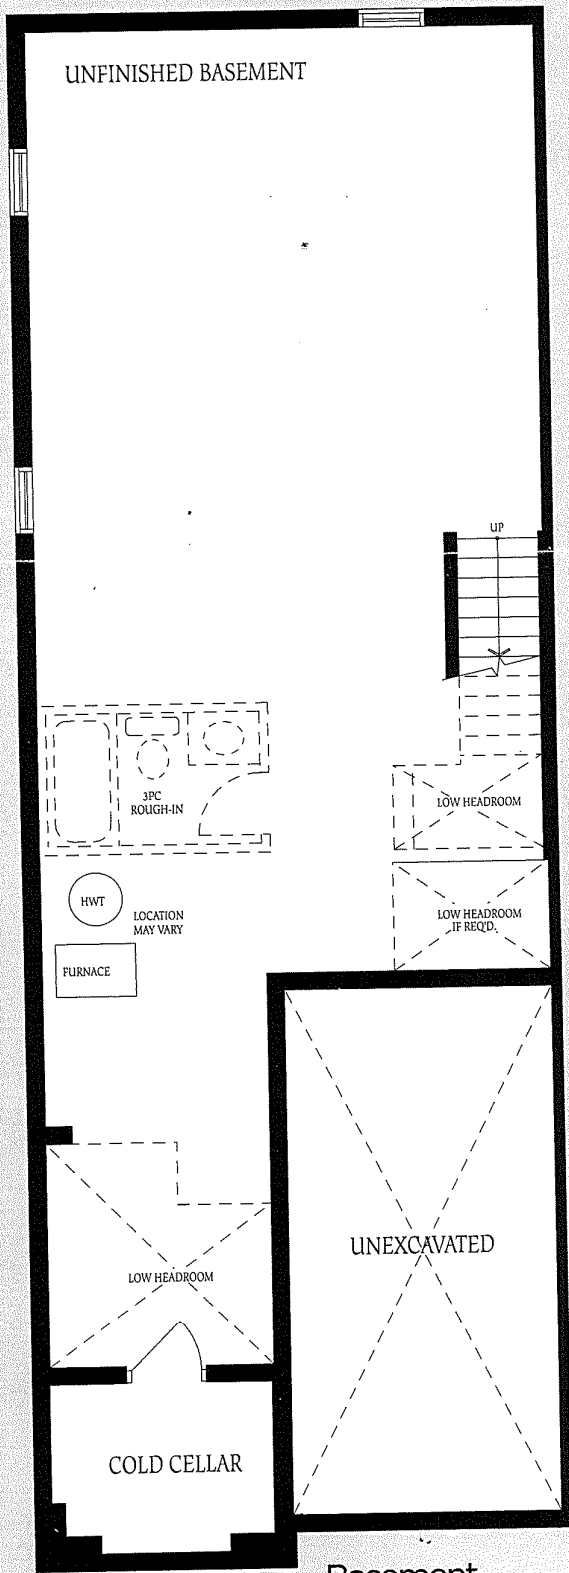 UNFINISHED BASEMENT
UP
3PC
ROUGH-IN
LOW HEADROOM
HWT
LOCATION
MAY VARY
LOW HEADROOM
IF REQ'D.
FURNACE
UNEXCAVATED
LOW HEADROOM
COLD CELLAR
Basement